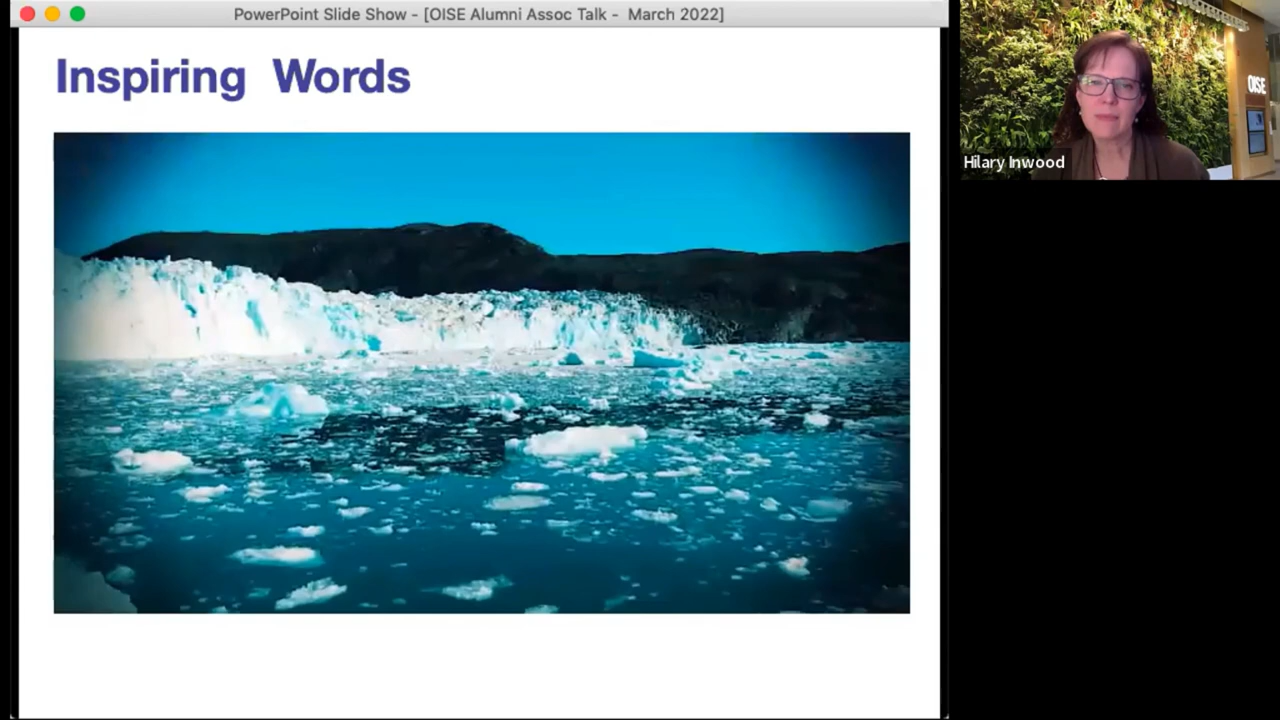 PowerPoint Slide Show - [OISE Alumni Assoc Talk - March 2022]
Inspiring Words
OISE
Hilary Inwood